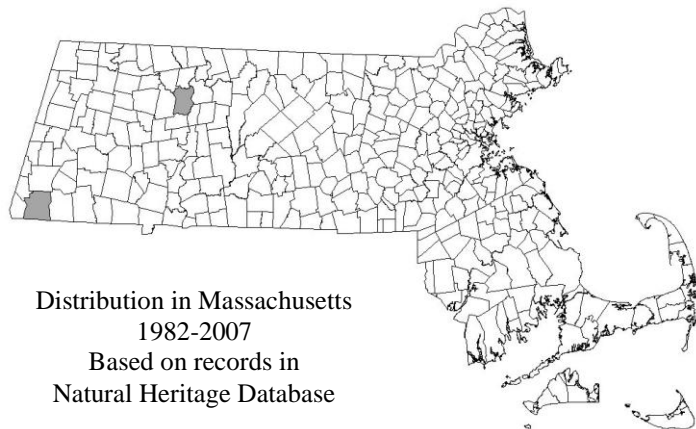 Distribution in Massachusetts
1982-2007
Based on records in
Natural Heritage Database